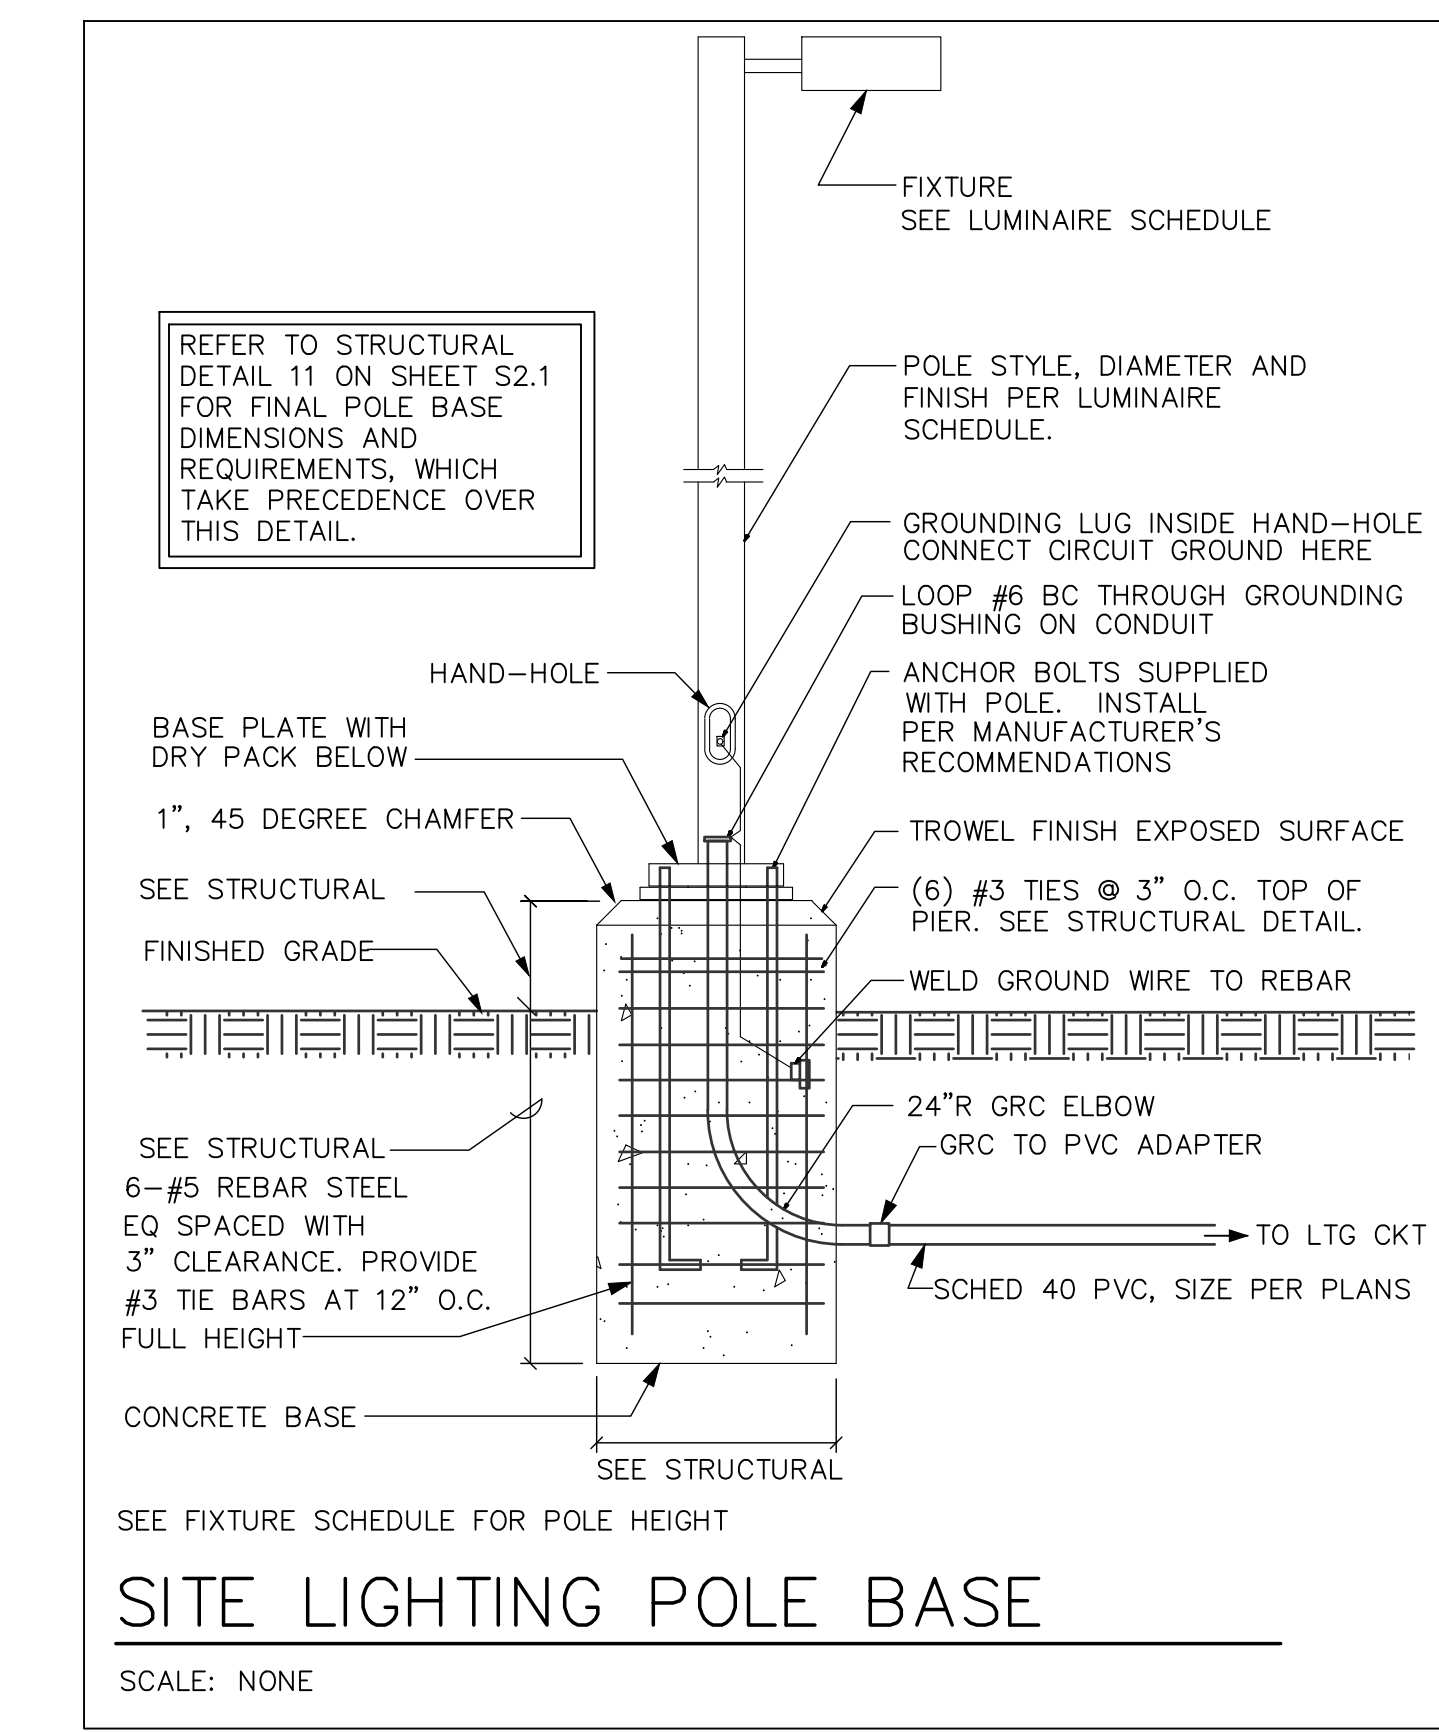 FIXTURE
SEE LUMINAIRE SCHEDULE
REFER TO STRUCTURAL
DETAIL 11 ON SHEET S2.1
FOR FINAL POLE BASE
DIMENSIONS AND
REQUIREMENTS, WHICH
TAKE PRECEDENCE OVER
THIS DETAIL.
POLE STYLE, DIAMETER AND
FINISH PER LUMINAIRE
SCHEDULE.
GROUNDING LUG INSIDE HAND-HOLE
CONNECT CIRCUIT GROUND HERE
LOOP #6 BC THROUGH GROUNDING
BUSHING ON CONDUIT
HAND-HOLE
ANCHOR BOLTS SUPPLIED
WITH POLE. INSTALL
PER MANUFACTURER'S
RECOMMENDATIONS
BASE PLATE WITH
DRY PACK BELOW
1", 45 DEGREE CHAMFER
TROWEL FINISH EXPOSED SURFACE
SEE STRUCTURAL
(6) #3 TIES @ 3" O.C. TOP OF
PIER. SEE STRUCTURAL DETAIL.
FINISHED GRADE
WELD GROUND WIRE TO REBAR
24"R GRC ELBOW
GRC TO PVC ADAPTER
SEE STRUCTURAL
6-#5 REBAR STEEL
EQ SPACED WITH
3" CLEARANCE. PROVIDE
#3 TIE BARS AT 12" O.C.
FULL HEIGHT
TO LTG CKT
SCHED 40 PVC, SIZE PER PLANS
CONCRETE BASE
SEE STRUCTURAL
SEE FIXTURE SCHEDULE FOR POLE HEIGHT
SITE LIGHTING POLE BASE
SCALE: NONE